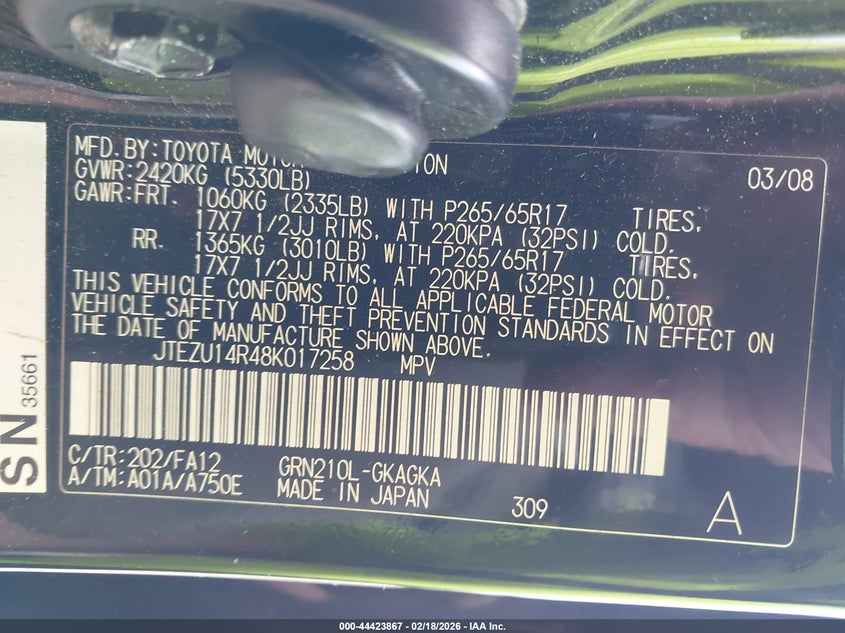 MFD.BY:TOYOTA 03/08
GVWR:2420KG (5330LB)
GAWR:FRT. 1060KG (2335LB) WITH P265/65R17 TIRES,
17X7 1/2JJ RIMS, AT 220KPA (32PSI) COLD.
RR. 1365KG (3010LB) WITH P265/65R17 TIRES,
17X7 1/2JJ RIMS, AT 220KPA (32PSI) COLD.
THIS VEHICLE CONFORMS TO ALL APPLICABLE FEDERAL MOTOR
VEHICLE SAFETY AND THEFT PREVENTION STANDARDS IN EFFECT ON
THE DATE OF MANUFACTURE SHOWN ABOVE.
JTEZU14R48K017258 MPV
C/TR:202/FA12 GRN210L-GKAGKA
A/TM:A01A/A750E MADE IN JAPAN 309 A
SN 35661
000-44423867 - 02/18/2026 - IAA Inc.